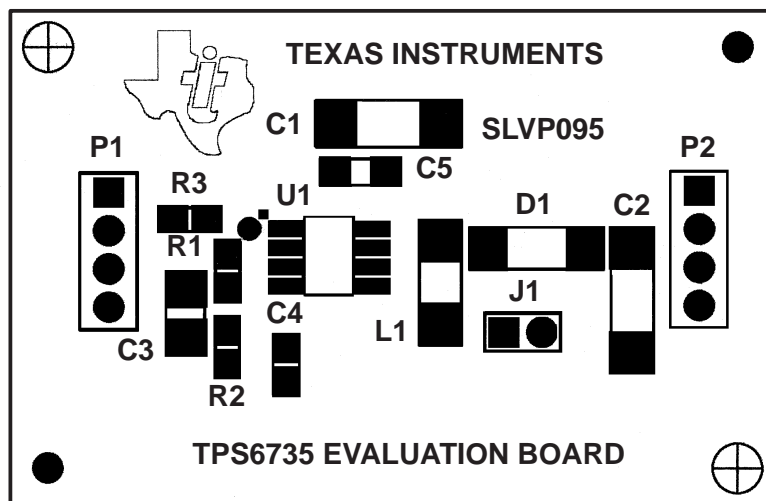 TEXAS INSTRUMENTS
C1
SLVP095
P1
C5
P2
R3
U1
D1
C2
R1
J1
C4
L1
C3
R2
TPS6735 EVALUATION BOARD